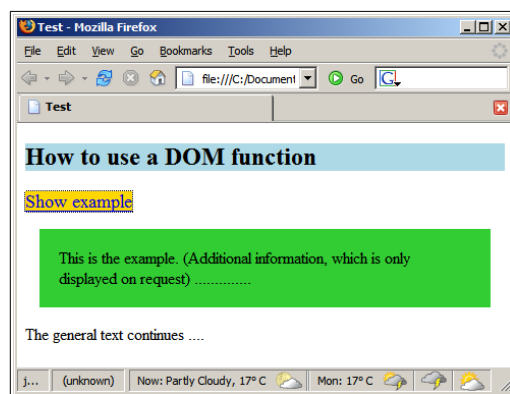 Test - Mozilla Firefox
File Edit View Go Bookmarks Tools Help
file:///C:/Document Go G
Test
How to use a DOM function
Show example
This is the example. (Additional information, which is only
displayed on request) ..............
The general text continues ....
j... (unknown) Now: Partly Cloudy, 17° C Mon: 17° C